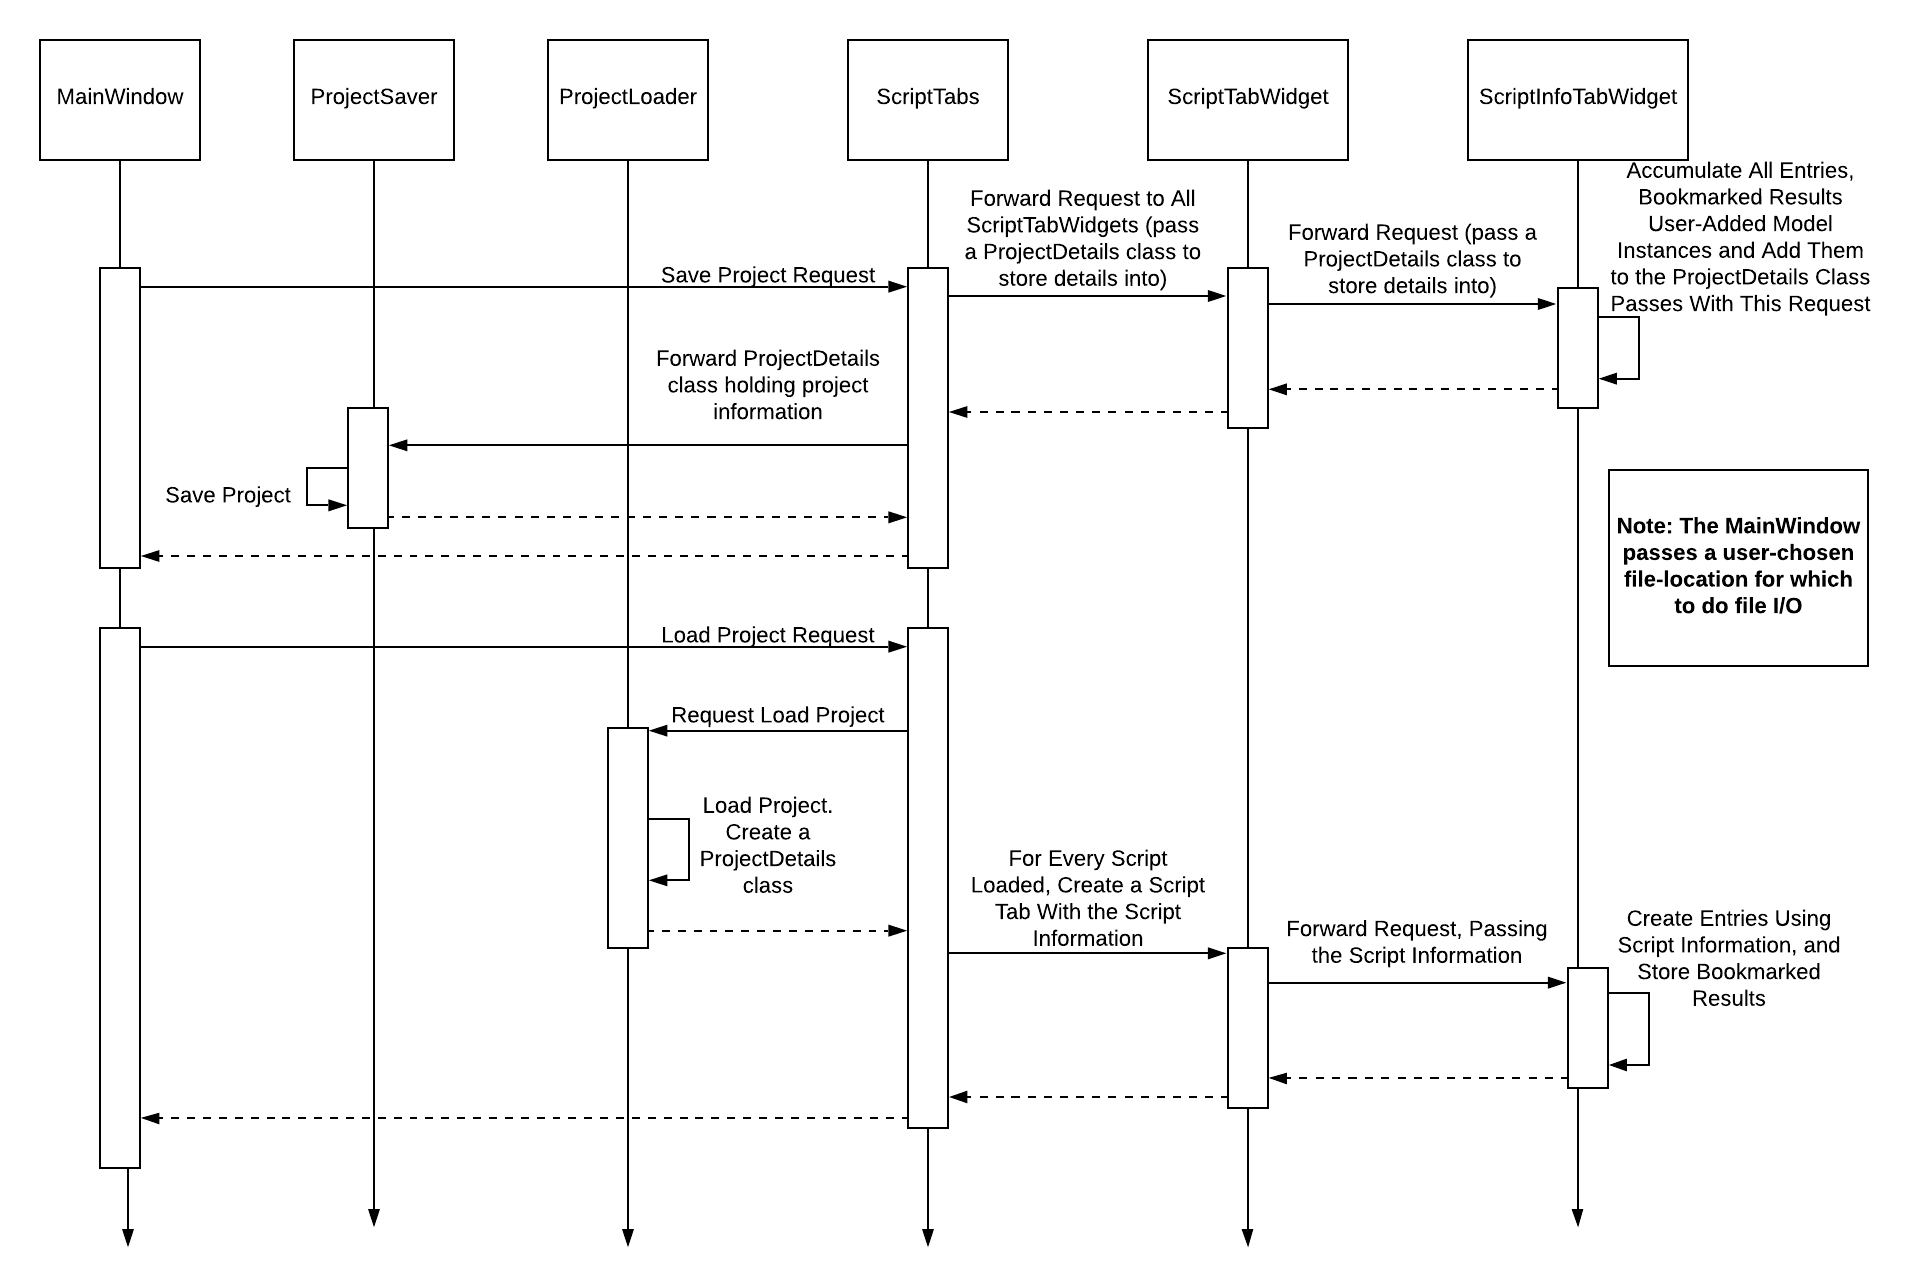 MainWindow
ProjectSaver
ProjectLoader
ScriptTabs
ScriptTabWidget
ScriptInfoTabWidget
Accumulate All Entries,
Bookmarked Results
User-Added Model
Instances and Add Them
to the ProjectDetails Class
Passes With This Request
Forward Request to All
ScriptTabWidgets (pass
a ProjectDetails class to
store details into)
Forward Request (pass a
ProjectDetails class to
store details into)
Save Project Request
Forward ProjectDetails
class holding project
information
Save Project
Note: The MainWindow
passes a user-chosen
file-location for which
to do file I/O
Load Project Request
Request Load Project
Load Project.
Create a
ProjectDetails
class
For Every Script
Loaded, Create a Script
Tab With the Script
Information
Forward Request, Passing
the Script Information
Create Entries Using
Script Information, and
Store Bookmarked
Results